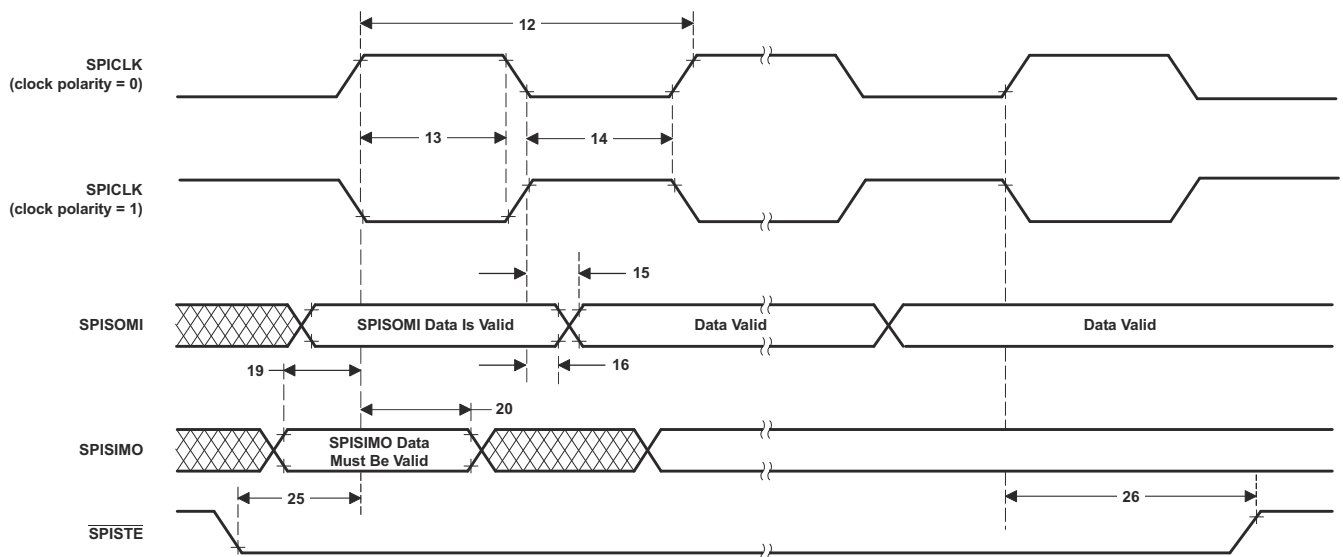 12
SPICLK
(clock polarity = 0)
13
14
SPICLK
(clock polarity = 1)
15
SPISOMI
SPISOMI Data Is Valid
Data Valid
Data Valid
16
19
20
SPISIMO
SPISIMO Data
Must Be Valid
25
26
SPISTE